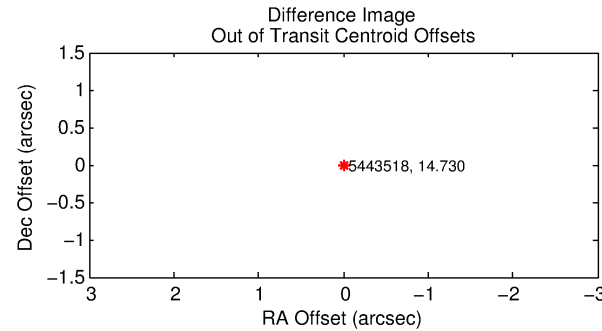 Difference Image
Out of Transit Centroid Offsets
1.5
1
0.5
0
−0.5
−1
−1.5
Dec Offset (arcsec)
5443518, 14.730
3 2 1 0 −1 −2 −3
RA Offset (arcsec)